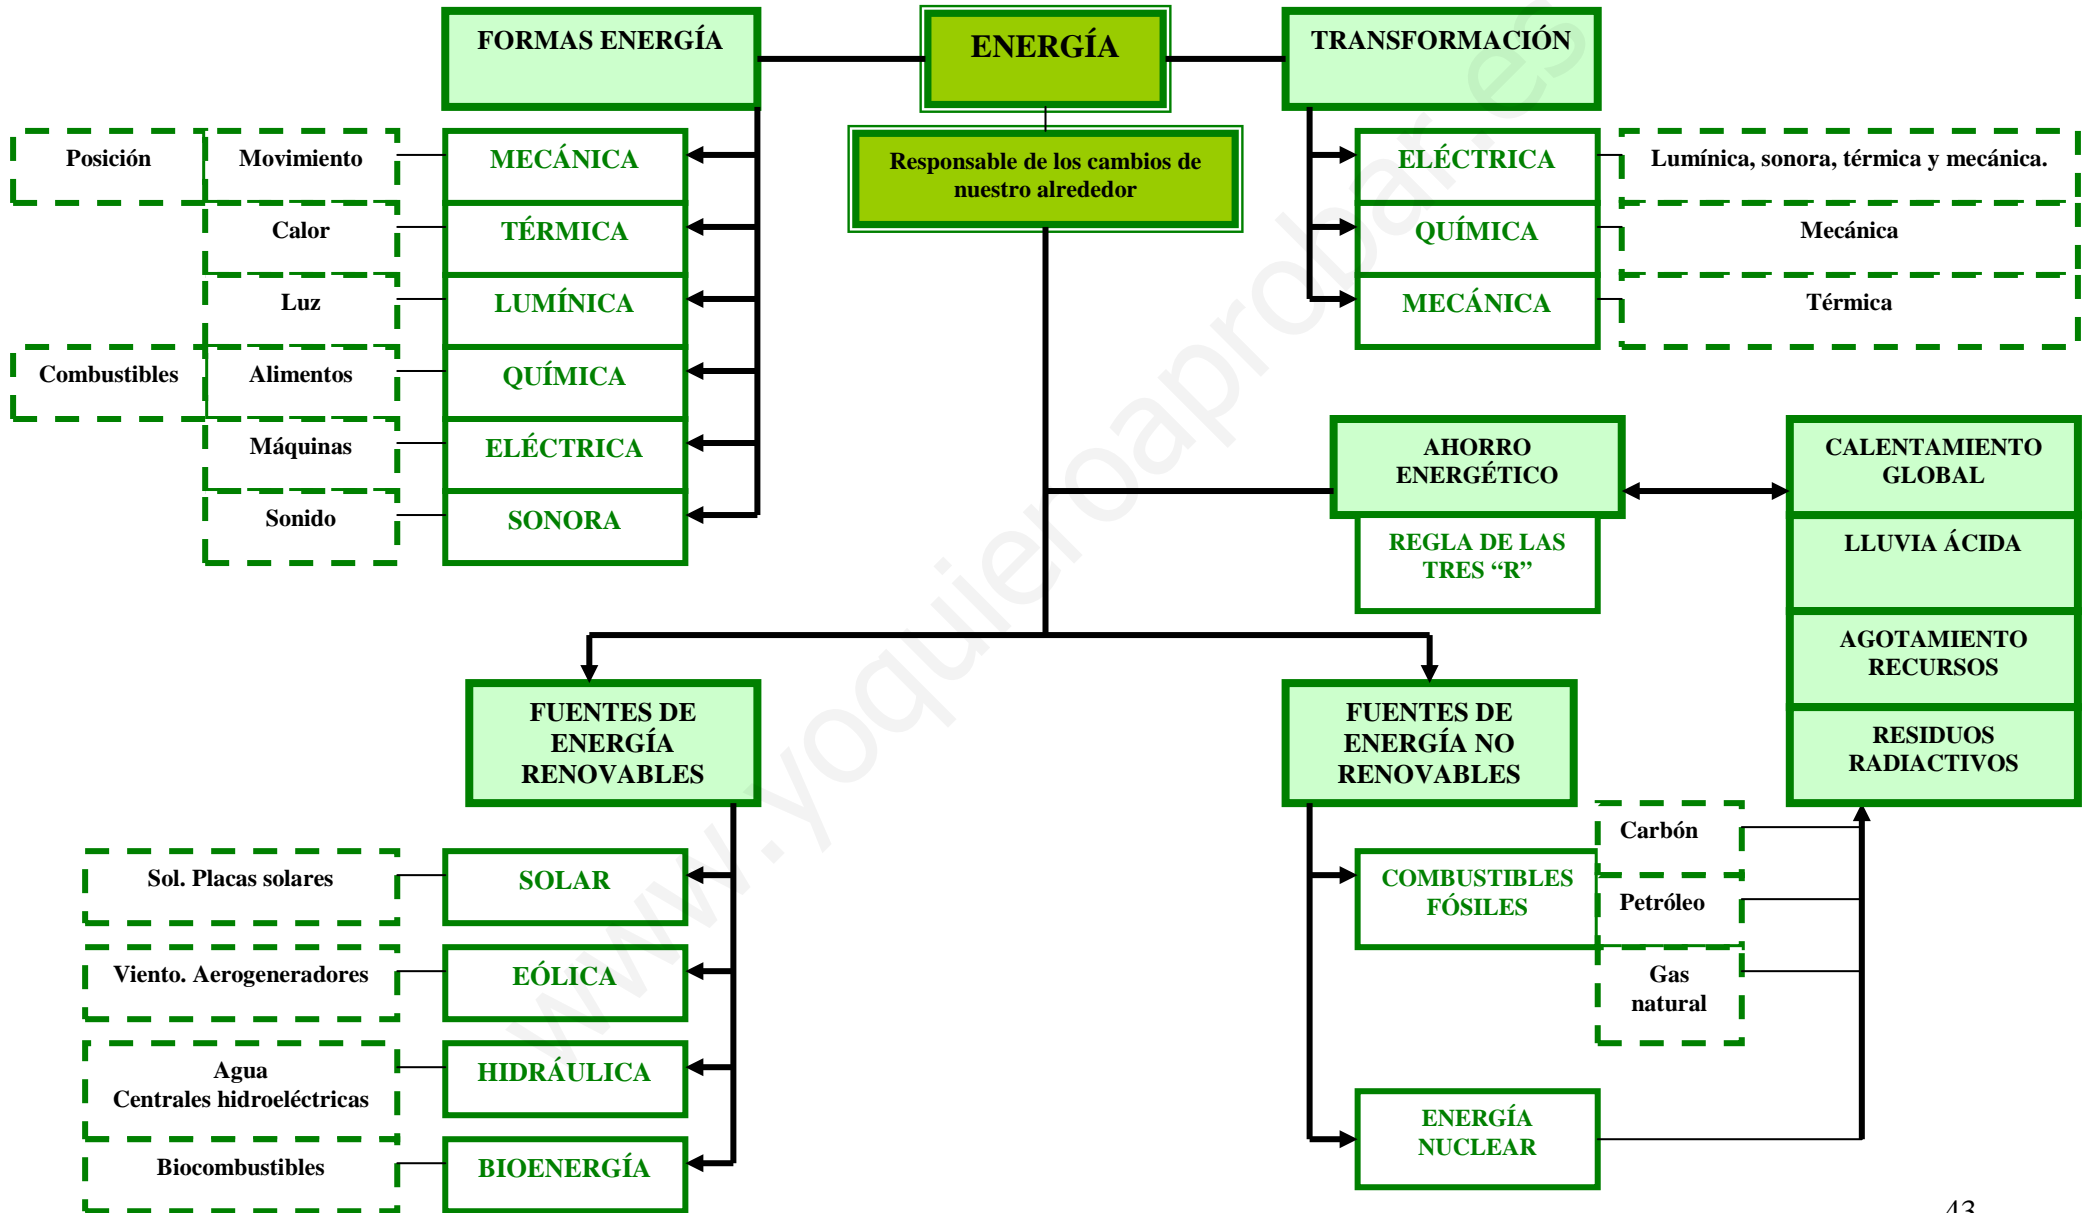 FORMAS ENERGÍA
ENERGÍA
TRANSFORMACIÓN
Responsable de los cambios de
nuestro alrededor
Posición
Movimiento
MECÁNICA
Calor
TÉRMICA
Luz
LUMÍNICA
Combustibles
Alimentos
QUÍMICA
Máquinas
ELÉCTRICA
Sonido
SONORA
ELÉCTRICA
Lumínica, sonora, térmica y mecánica.
QUÍMICA
Mecánica
MECÁNICA
Térmica
AHORRO
ENERGÉTICO
REGLA DE LAS
TRES “R”
CALENTAMIENTO
GLOBAL
LLUVIA ÁCIDA
AGOTAMIENTO
RECURSOS
RESIDUOS
RADIACTIVOS
FUENTES DE
ENERGÍA
RENOVABLES
Sol. Placas solares
SOLAR
Viento. Aerogeneradores
EÓLICA
Agua
Centrales hidroeléctricas
HIDRÁULICA
Biocombustibles
BIOENERGÍA
FUENTES DE
ENERGÍA NO
RENOVABLES
COMBUSTIBLES
FÓSILES
Carbón
Petróleo
Gas
natural
ENERGÍA
NUCLEAR
www.yoquieroaprobar.es
43